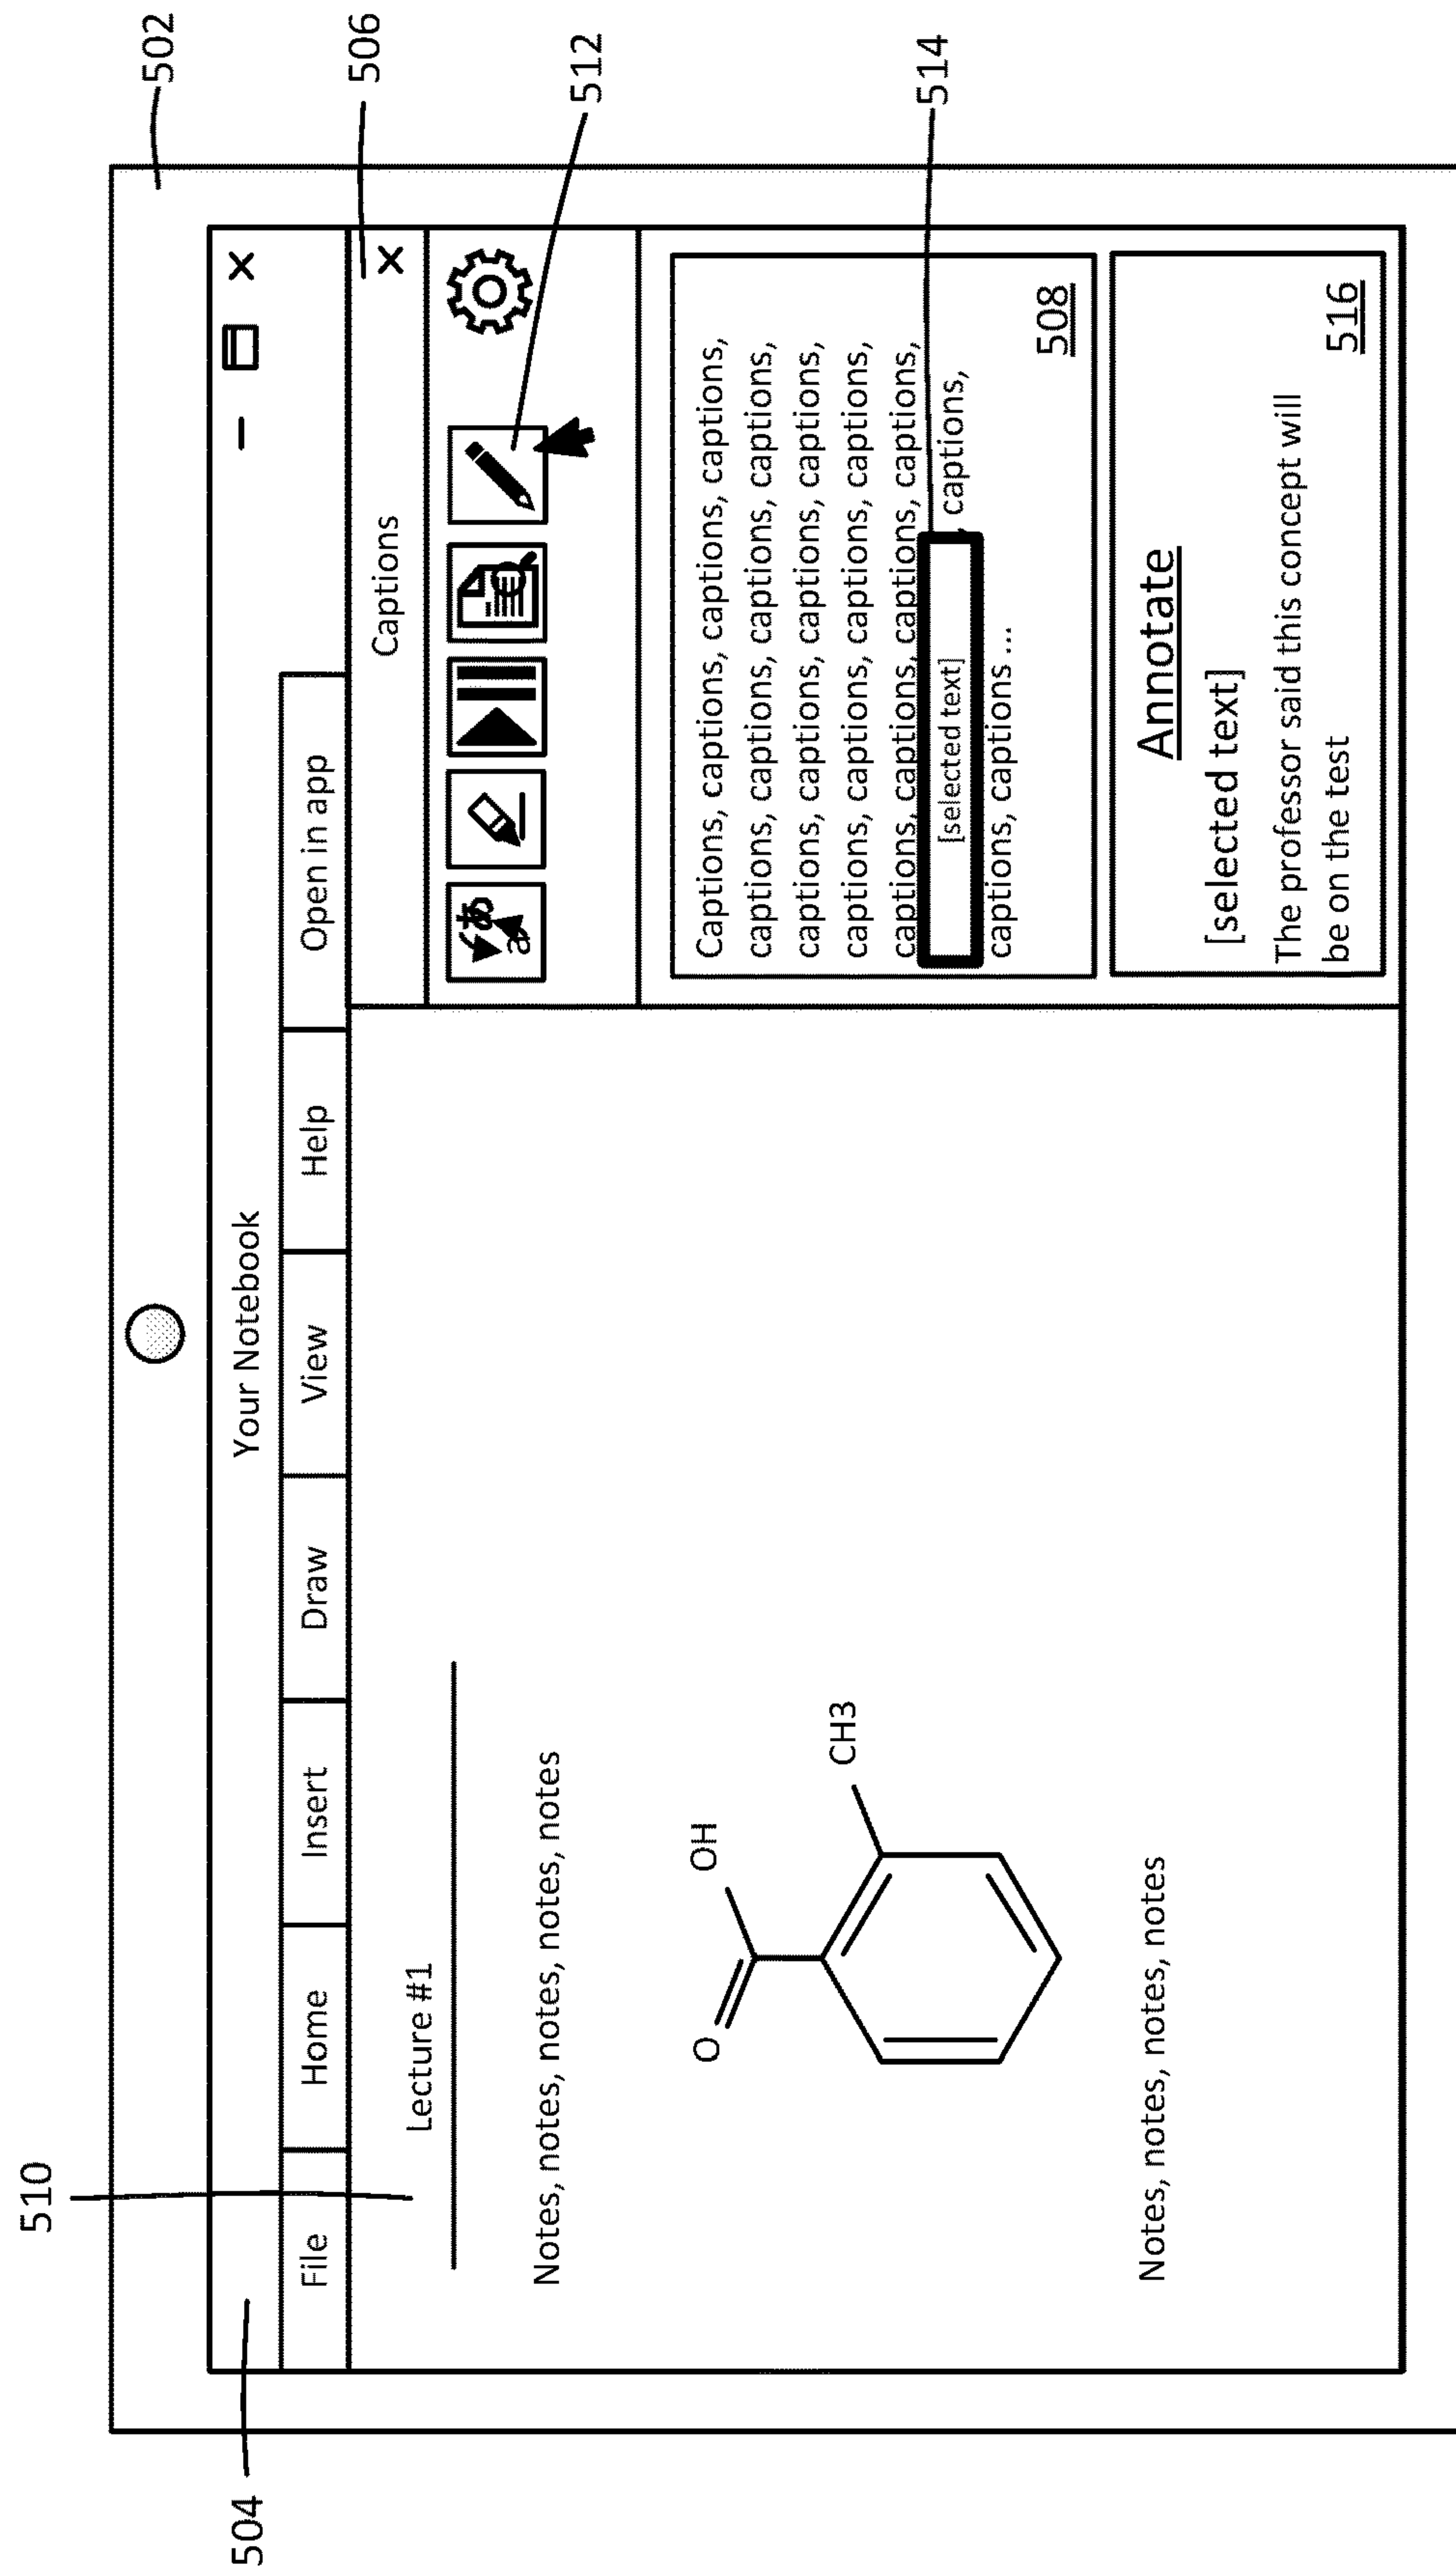 502
506
512
514
510
504
Your Notebook
File Home Insert Draw View Help Open in app
Captions
Lecture #1
Notes, notes, notes, notes, notes, notes
O
OH
CH3
Notes, notes, notes, notes
a あ
Captions, captions, captions, captions,
captions, captions, captions, captions,
captions, captions, captions, captions,
captions, captions, captions, captions,
captions, captions, captions, captions,
[selected text] , captions,
captions, captions ...
508
Annotate
[selected text]
The professor said this concept will
be on the test
516